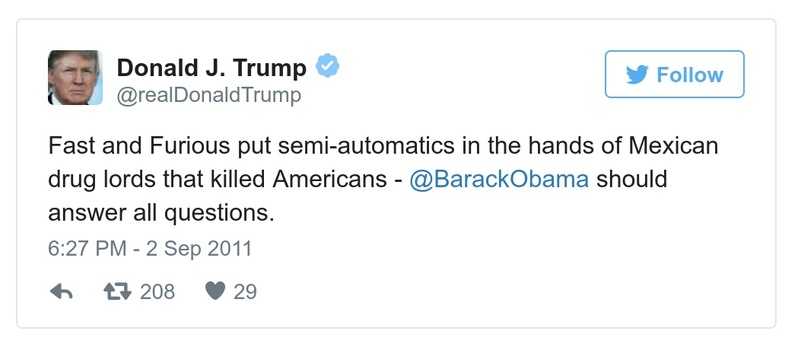 Donald J. Trump
@realDonaldTrump
Follow
Fast and Furious put semi-automatics in the hands of Mexican
drug lords that killed Americans - @BarackObama should
answer all questions.
6:27 PM - 2 Sep 2011
208 29